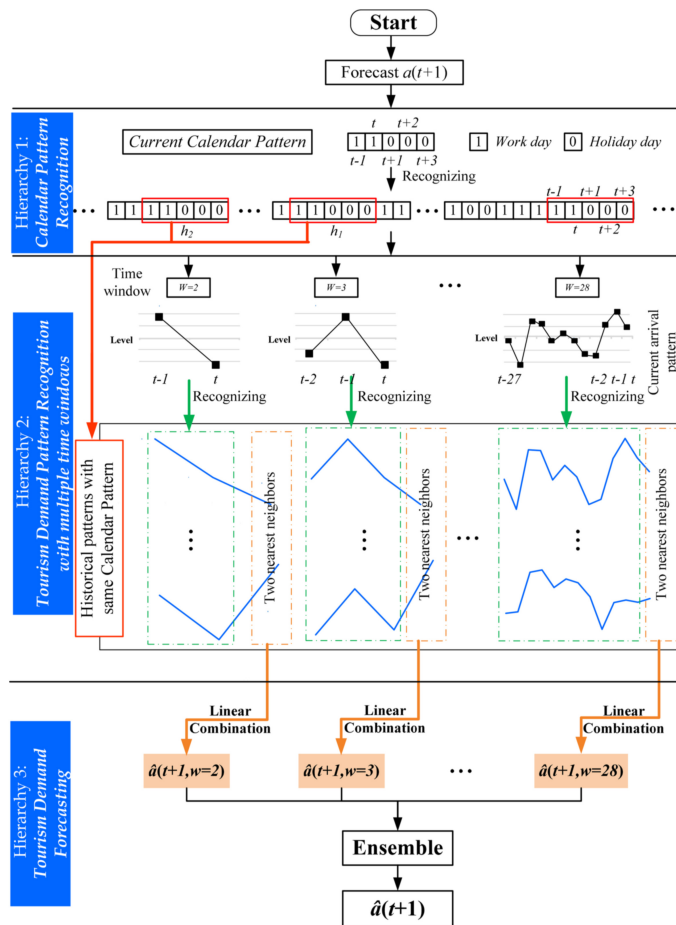 Start
Forecast a(t+1)
Hierarchy 1:
Calendar Pattern
Recognition
t t+2
Current Calendar Pattern
1 1 0 0 0
1 Work day
0 Holiday day
t-1 t+1 t+3
Recognizing
t-1 t+1 t+3
... 1 1 1 1 0 0 0 ... 1 1 1 0 0 0 1 1 ... 1 0 0 1 1 1 1 1 0 0 0 ...
h2 h1 t t+2
Hierarchy 2:
Tourism Demand Pattern Recognition
with multiple time windows
Time
window
W=2
W=3
...
W=28
Level
Level
Level
Current arrival
pattern
t-1 t
t-2 t-1 t
t-27 t-2 t-1 t
Recognizing
Recognizing
Recognizing
Historical patterns with
same Calendar Pattern
...
Two nearest neighbors
...
Two nearest neighbors
...
...
Two nearest neighbors
Hierarchy 3:
Tourism Demand
Forecasting
Linear
Combination
Linear
Combination
Linear
Combination
â(t+1,w=2)
â(t+1,w=3)
...
â(t+1,w=28)
Ensemble
â(t+1)